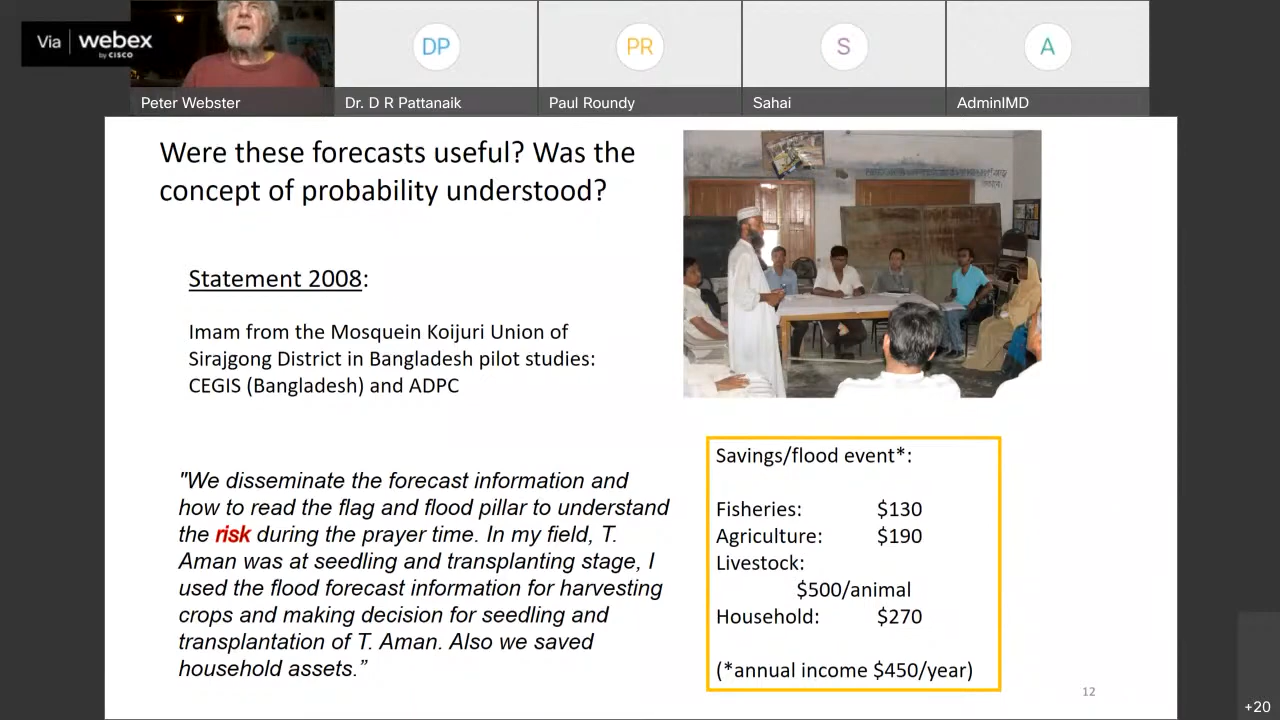 Via webex
by CISCO
DP
PR
S
A
Peter Webster
Dr. D R Pattanaik
Paul Roundy
Sahai
AdminIMD
Were these forecasts useful? Was the
concept of probability understood?
Statement 2008:
Imam from the Mosquein Koijuri Union of
Sirajgong District in Bangladesh pilot studies:
CEGIS (Bangladesh) and ADPC
"We disseminate the forecast information and
how to read the flag and flood pillar to understand
the risk during the prayer time. In my field, T.
Aman was at seedling and transplanting stage, I
used the flood forecast information for harvesting
crops and making decision for seedling and
transplantation of T. Aman. Also we saved
household assets.”
Savings/flood event*:
Fisheries: $130
Agriculture: $190
Livestock:
$500/animal
Household: $270
(*annual income $450/year)
12
+20